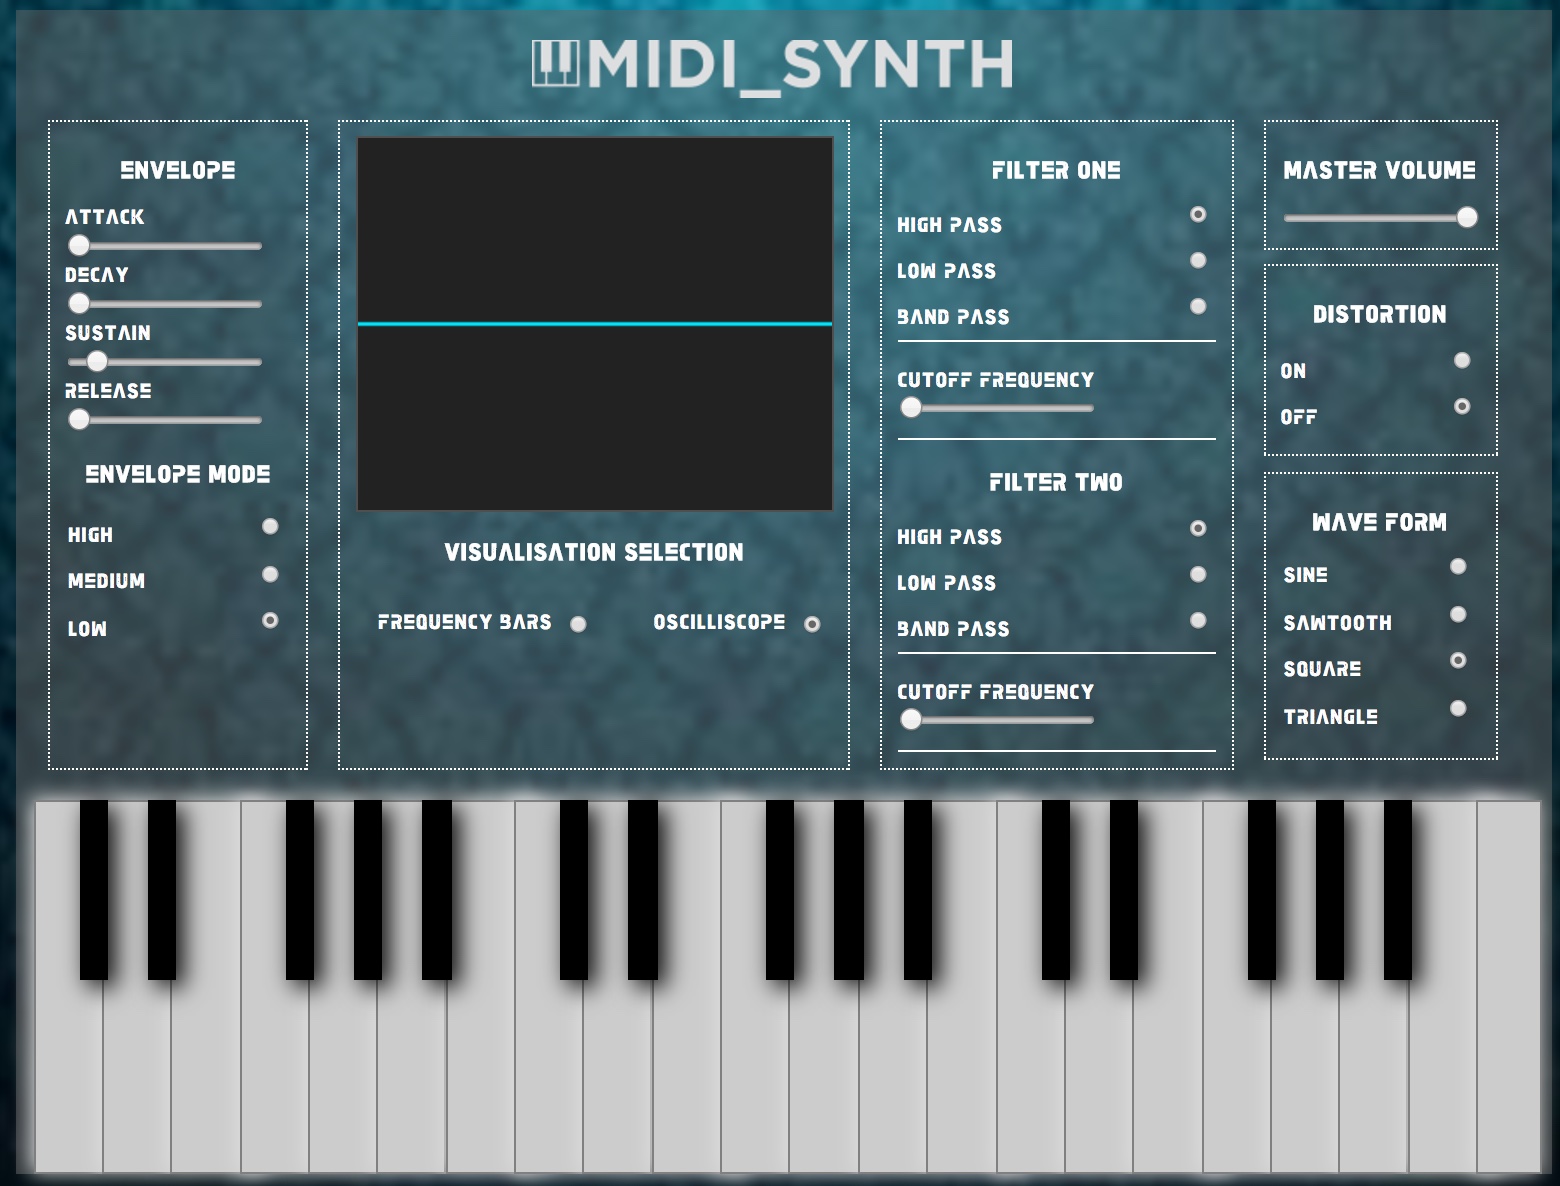 MIDI_SYNTH
ENVELOPE
ATTACK
DECAY
SUSTAIN
RELEASE
ENVELOPE MODE
HIGH
MEDIUM
LOW
VISUALISATION SELECTION
FREQUENCY BARS
OSCILLISCOPE
FILTER ONE
HIGH PASS
LOW PASS
BAND PASS
CUTOFF FREQUENCY
FILTER TWO
HIGH PASS
LOW PASS
BAND PASS
CUTOFF FREQUENCY
MASTER VOLUME
DISTORTION
ON
OFF
WAVE FORM
SINE
SAWTOOTH
SQUARE
TRIANGLE